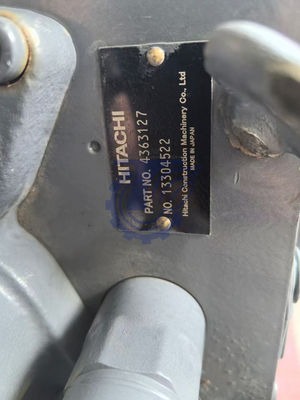 HITACHI
PART NO. 4363127
NO. 13304522
Hitachi Construction Machinery Co., Ltd
MADE IN JAPAN